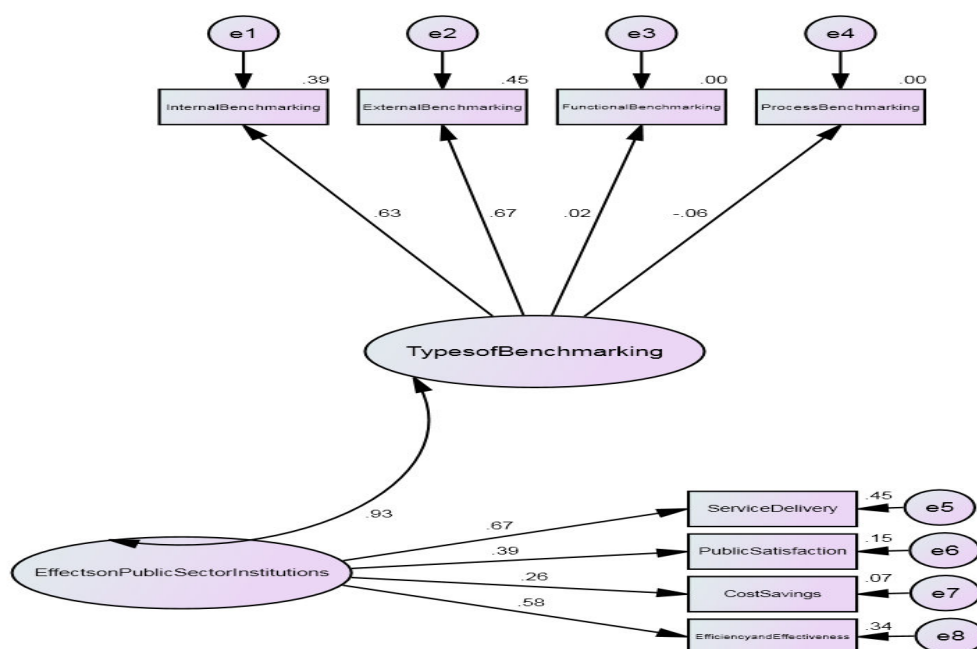 e1 e2 e3 e4
.39 .45 .00 .00
InternalBenchmarking ExternalBenchmarking FunctionalBenchmarking ProcessBenchmarking
.63 .67 .02 -.06
TypesofBenchmarking
.93
EffectsonPublicSectorInstitutions
.67 ServiceDelivery .45 e5
.39 PublicSatisfaction .15 e6
.26 CostSavings .07 e7
.58 EfficiencyandEffectiveness .34 e8